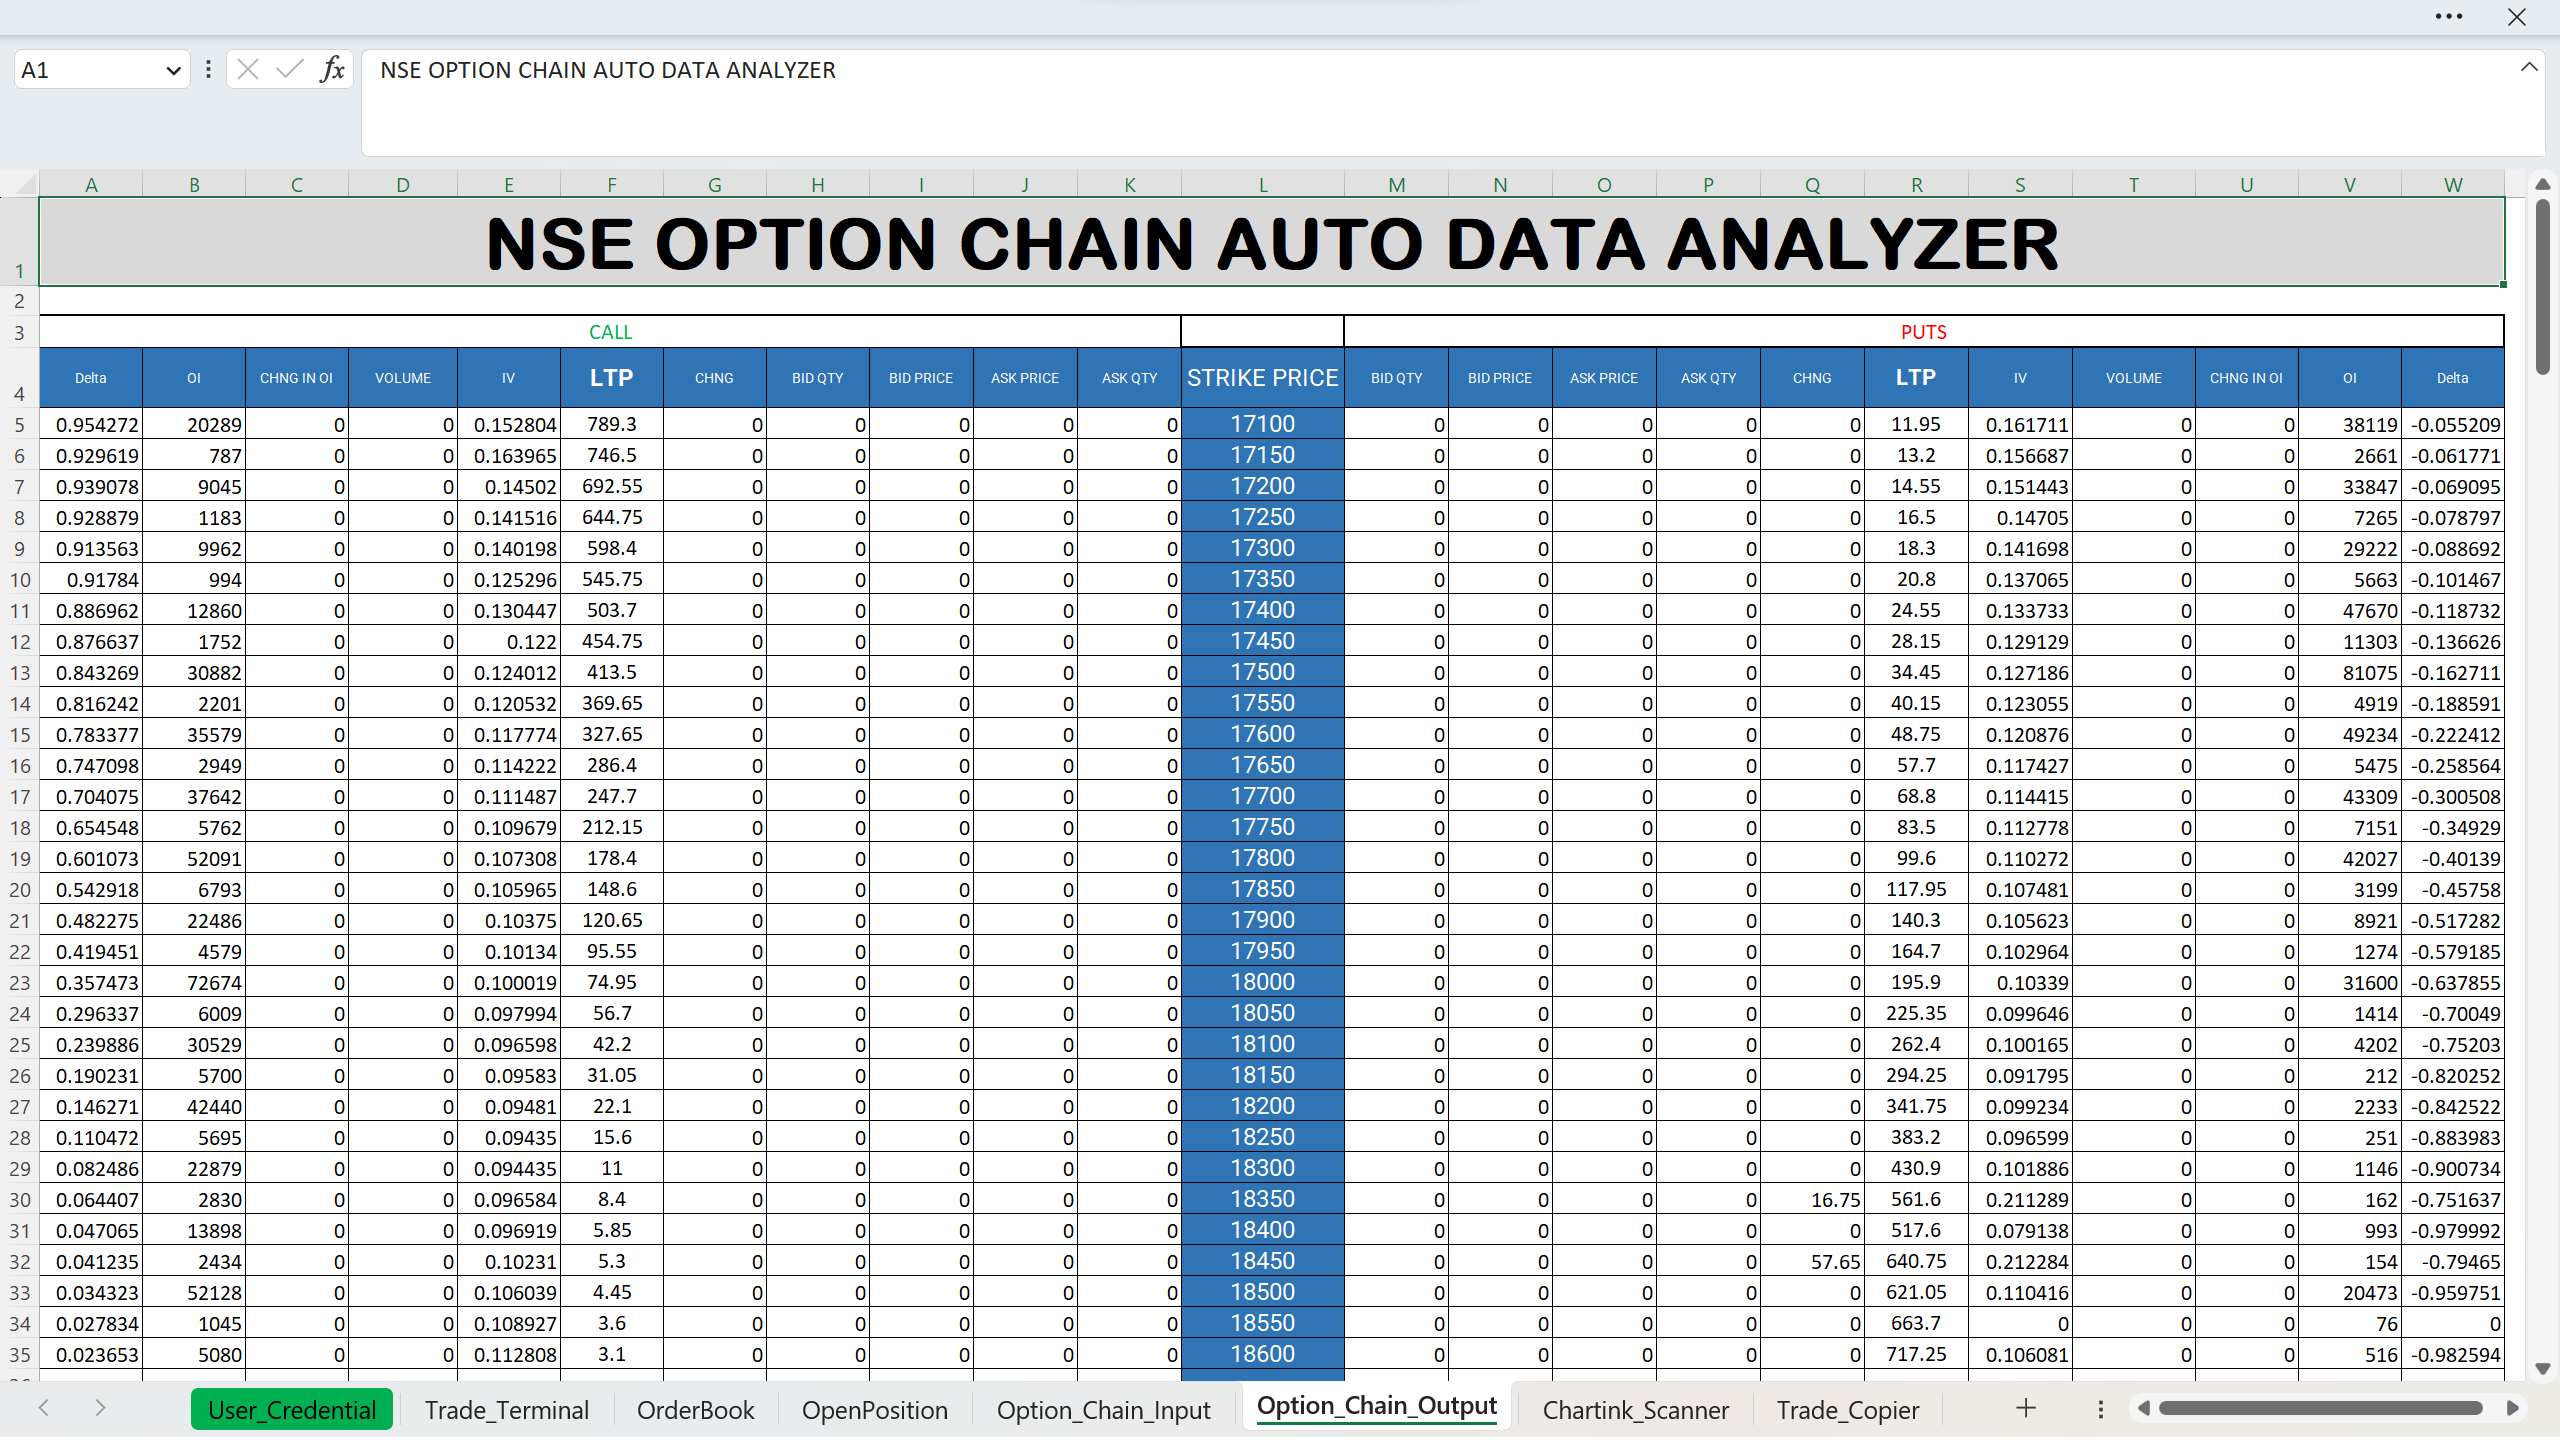 A1 fx NSE OPTION CHAIN AUTO DATA ANALYZER
A B C D E F G H I J K L M N O P Q R S T U V W
1 NSE OPTION CHAIN AUTO DATA ANALYZER
2
3 CALL PUTS
4 Delta OI CHNG IN OI VOLUME IV LTP CHNG BID QTY BID PRICE ASK PRICE ASK QTY STRIKE PRICE BID QTY BID PRICE ASK PRICE ASK QTY CHNG LTP IV VOLUME CHNG IN OI OI Delta
5 0.954272 20289 0 0 0.152804 789.3 0 0 0 0 0 17100 0 0 0 0 0 11.95 0.161711 0 0 38119 -0.055209
6 0.929619 787 0 0 0.163965 746.5 0 0 0 0 0 17150 0 0 0 0 0 13.2 0.156687 0 0 2661 -0.061771
7 0.939078 9045 0 0 0.14502 692.55 0 0 0 0 0 17200 0 0 0 0 0 14.55 0.151443 0 0 33847 -0.069095
8 0.928879 1183 0 0 0.141516 644.75 0 0 0 0 0 17250 0 0 0 0 0 16.5 0.14705 0 0 7265 -0.078797
9 0.913563 9962 0 0 0.140198 598.4 0 0 0 0 0 17300 0 0 0 0 0 18.3 0.141698 0 0 29222 -0.088692
10 0.91784 994 0 0 0.125296 545.75 0 0 0 0 0 17350 0 0 0 0 0 20.8 0.137065 0 0 5663 -0.101467
11 0.886962 12860 0 0 0.130447 503.7 0 0 0 0 0 17400 0 0 0 0 0 24.55 0.133733 0 0 47670 -0.118732
12 0.876637 1752 0 0 0.122 454.75 0 0 0 0 0 17450 0 0 0 0 0 28.15 0.129129 0 0 11303 -0.136626
13 0.843269 30882 0 0 0.124012 413.5 0 0 0 0 0 17500 0 0 0 0 0 34.45 0.127186 0 0 81075 -0.162711
14 0.816242 2201 0 0 0.120532 369.65 0 0 0 0 0 17550 0 0 0 0 0 40.15 0.123055 0 0 4919 -0.188591
15 0.783377 35579 0 0 0.117774 327.65 0 0 0 0 0 17600 0 0 0 0 0 48.75 0.120876 0 0 49234 -0.222412
16 0.747098 2949 0 0 0.114222 286.4 0 0 0 0 0 17650 0 0 0 0 0 57.7 0.117427 0 0 5475 -0.258564
17 0.704075 37642 0 0 0.111487 247.7 0 0 0 0 0 17700 0 0 0 0 0 68.8 0.114415 0 0 43309 -0.300508
18 0.654548 5762 0 0 0.109679 212.15 0 0 0 0 0 17750 0 0 0 0 0 83.5 0.112778 0 0 7151 -0.34929
19 0.601073 52091 0 0 0.107308 178.4 0 0 0 0 0 17800 0 0 0 0 0 99.6 0.110272 0 0 42027 -0.40139
20 0.542918 6793 0 0 0.105965 148.6 0 0 0 0 0 17850 0 0 0 0 0 117.95 0.107481 0 0 3199 -0.45758
21 0.482275 22486 0 0 0.10375 120.65 0 0 0 0 0 17900 0 0 0 0 0 140.3 0.105623 0 0 8921 -0.517282
22 0.419451 4579 0 0 0.10134 95.55 0 0 0 0 0 17950 0 0 0 0 0 164.7 0.102964 0 0 1274 -0.579185
23 0.357473 72674 0 0 0.100019 74.95 0 0 0 0 0 18000 0 0 0 0 0 195.9 0.10339 0 0 31600 -0.637855
24 0.296337 6009 0 0 0.097994 56.7 0 0 0 0 0 18050 0 0 0 0 0 225.35 0.099646 0 0 1414 -0.70049
25 0.239886 30529 0 0 0.096598 42.2 0 0 0 0 0 18100 0 0 0 0 0 262.4 0.100165 0 0 4202 -0.75203
26 0.190231 5700 0 0 0.09583 31.05 0 0 0 0 0 18150 0 0 0 0 0 294.25 0.091795 0 0 212 -0.820252
27 0.146271 42440 0 0 0.09481 22.1 0 0 0 0 0 18200 0 0 0 0 0 341.75 0.099234 0 0 2233 -0.842522
28 0.110472 5695 0 0 0.09435 15.6 0 0 0 0 0 18250 0 0 0 0 0 383.2 0.096599 0 0 251 -0.883983
29 0.082486 22879 0 0 0.094435 11 0 0 0 0 0 18300 0 0 0 0 0 430.9 0.101886 0 0 1146 -0.900734
30 0.064407 2830 0 0 0.096584 8.4 0 0 0 0 0 18350 0 0 0 0 16.75 561.6 0.211289 0 0 162 -0.751637
31 0.047065 13898 0 0 0.096919 5.85 0 0 0 0 0 18400 0 0 0 0 0 517.6 0.079138 0 0 993 -0.979992
32 0.041235 2434 0 0 0.10231 5.3 0 0 0 0 0 18450 0 0 0 0 57.65 640.75 0.212284 0 0 154 -0.79465
33 0.034323 52128 0 0 0.106039 4.45 0 0 0 0 0 18500 0 0 0 0 0 621.05 0.110416 0 0 20473 -0.959751
34 0.027834 1045 0 0 0.108927 3.6 0 0 0 0 0 18550 0 0 0 0 0 663.7 0 0 0 76 0
35 0.023653 5080 0 0 0.112808 3.1 0 0 0 0 0 18600 0 0 0 0 0 717.25 0.106081 0 0 516 -0.982594
User_Credential Trade_Terminal OrderBook OpenPosition Option_Chain_Input Option_Chain_Output Chartink_Scanner Trade_Copier